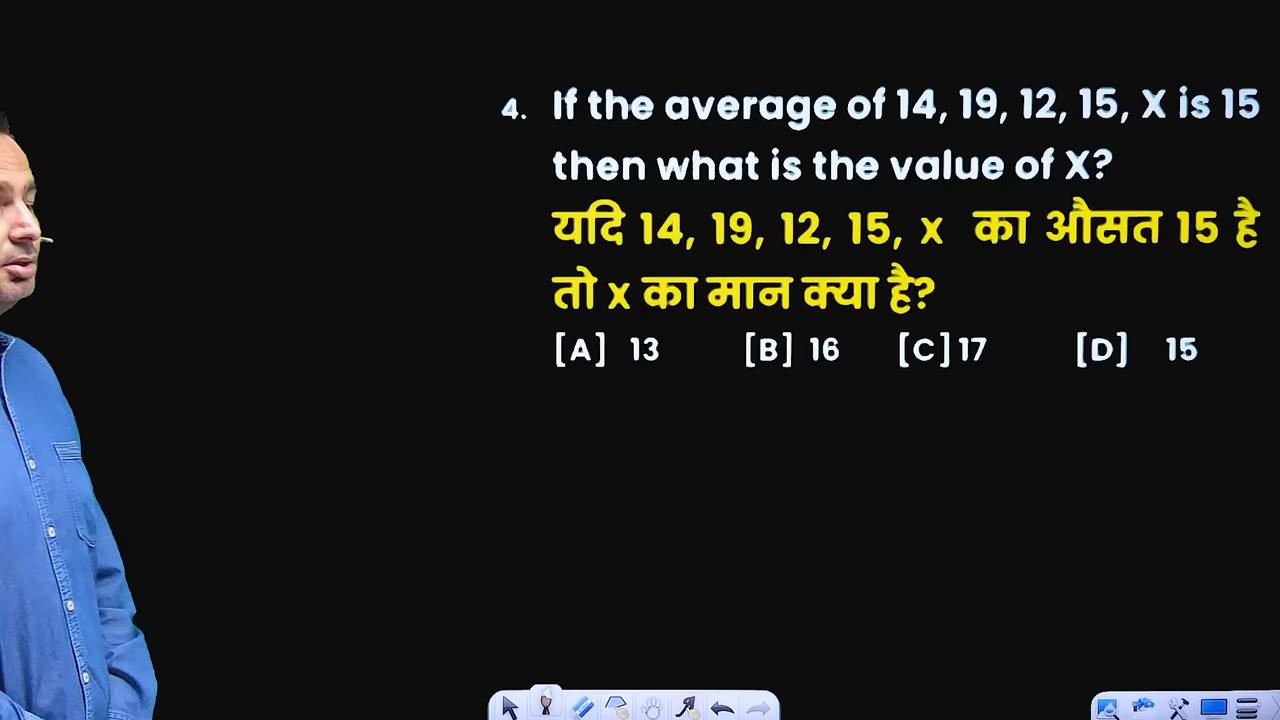 4. If the average of 14, 19, 12, 15, X is 15
then what is the value of X?
यदि 14, 19, 12, 15, x का औसत 15 है
तो x का मान क्या है?
[A] 13 [B] 16 [C] 17 [D] 15